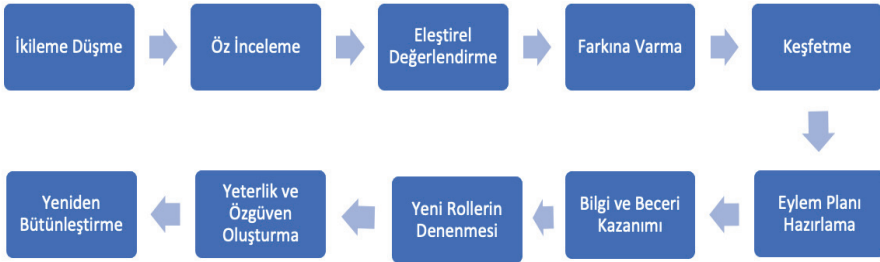 İkileme Düşme
Öz İnceleme
Eleştirel
Değerlendirme
Farkına Varma
Keşfetme
Eylem Planı
Hazırlama
Bilgi ve Beceri
Kazanımı
Yeni Rollerin
Denenmesi
Yeterlik ve
Özgüven
Oluşturma
Yeniden
Bütünleştirme